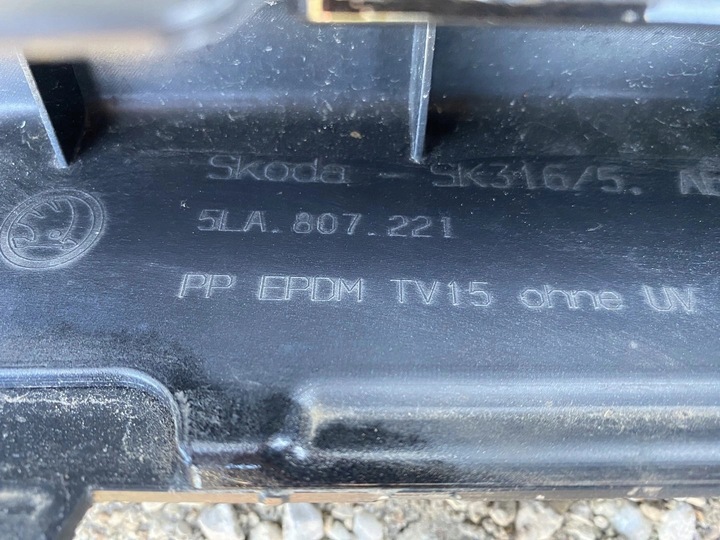 Skoda - SK316/5.
5LA.807.221
PP EPDM TV15 ohne UV